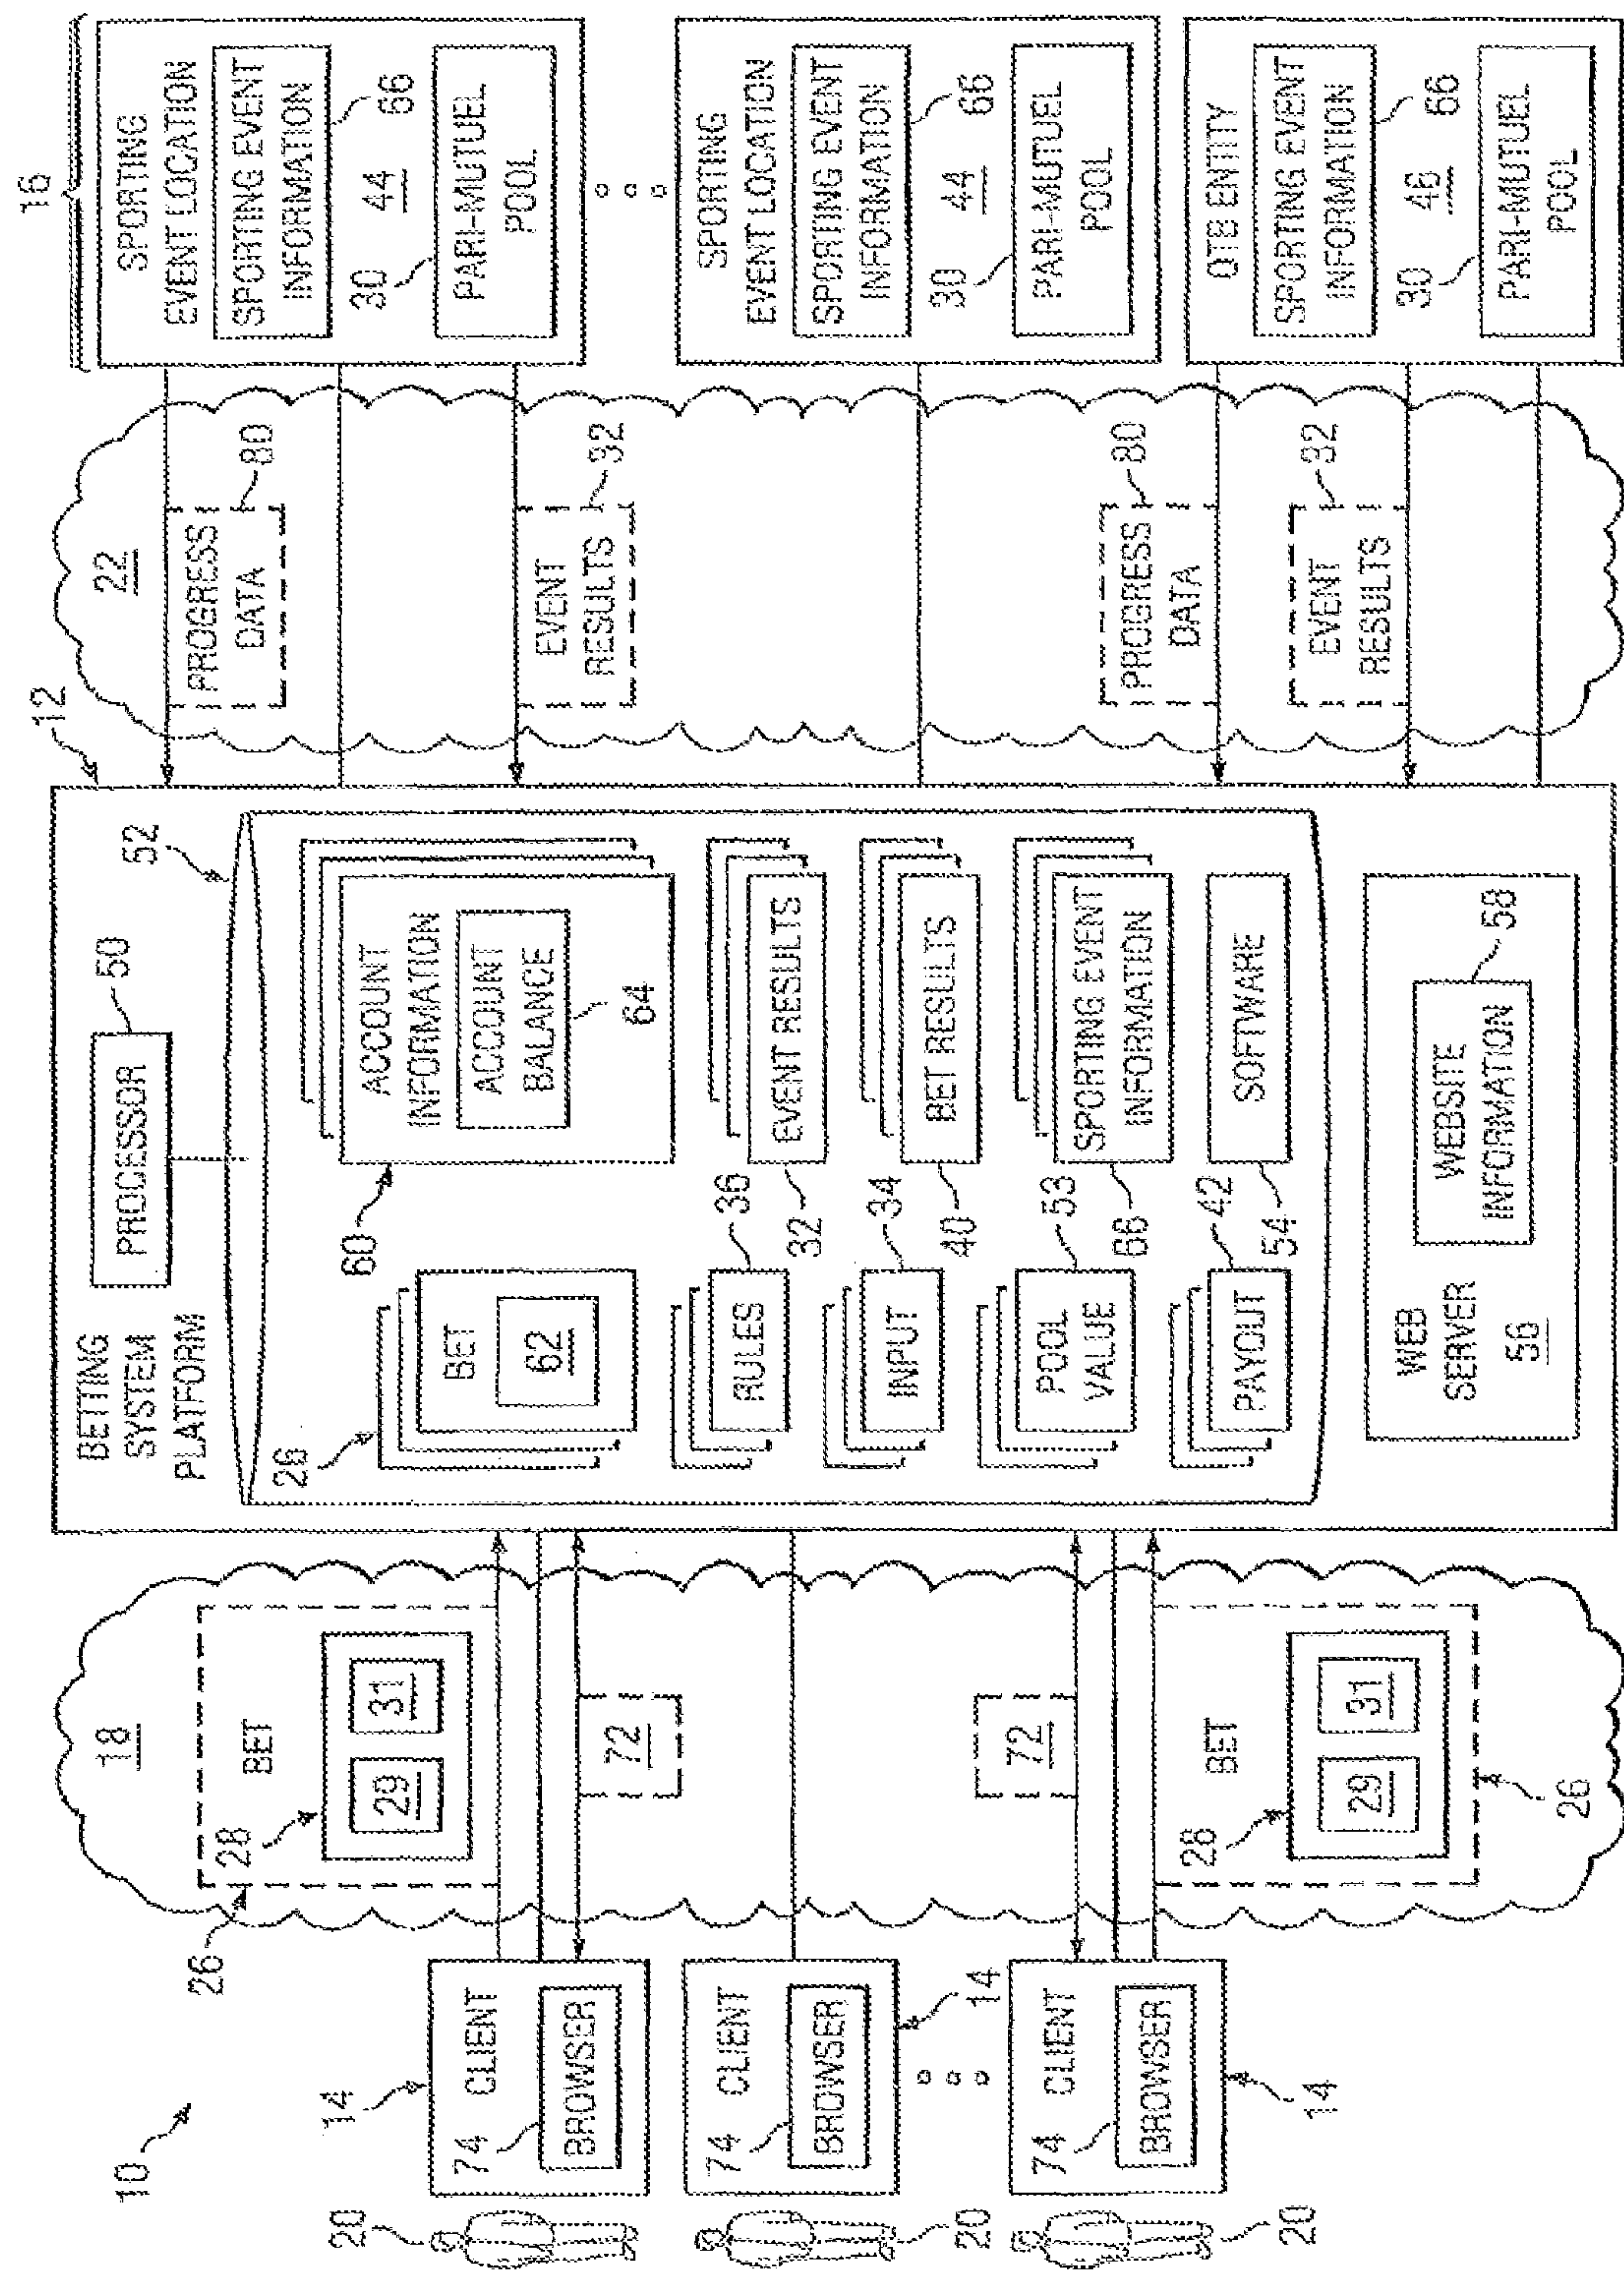 10
20
20
20
14
CLIENT
74
BROWSER
CLIENT
74
BROWSER
14
CLIENT
74
BROWSER
14
18
26
28
BET
29
31
72
72
28
BET
29
31
26
12
BETTING
SYSTEM
PLATFORM
PROCESSOR
50
52
26
BET
62
60
ACCOUNT
INFORMATION
ACCOUNT
BALANCE
64
RULES
36
32
EVENT RESULTS
INPUT
34
40
BET RESULTS
POOL
VALUE
53
66
SPORTING EVENT
INFORMATION
PAYOUT
42
54
SOFTWARE
WEB
SERVER
56
WEBSITE
INFORMATION
58
22
PROGRESS
DATA
80
EVENT
RESULTS
32
PROGRESS
DATA
80
EVENT
RESULTS
32
16
SPORTING
EVENT LOCATION
SPORTING EVENT
INFORMATION
30
44
66
PARI-MUTUEL
POOL
SPORTING
EVENT LOCATION
SPORTING EVENT
INFORMATION
30
44
66
PARI-MUTUEL
POOL
OTB ENTITY
SPORTING EVENT
INFORMATION
30
46
66
PARI-MUTUEL
POOL